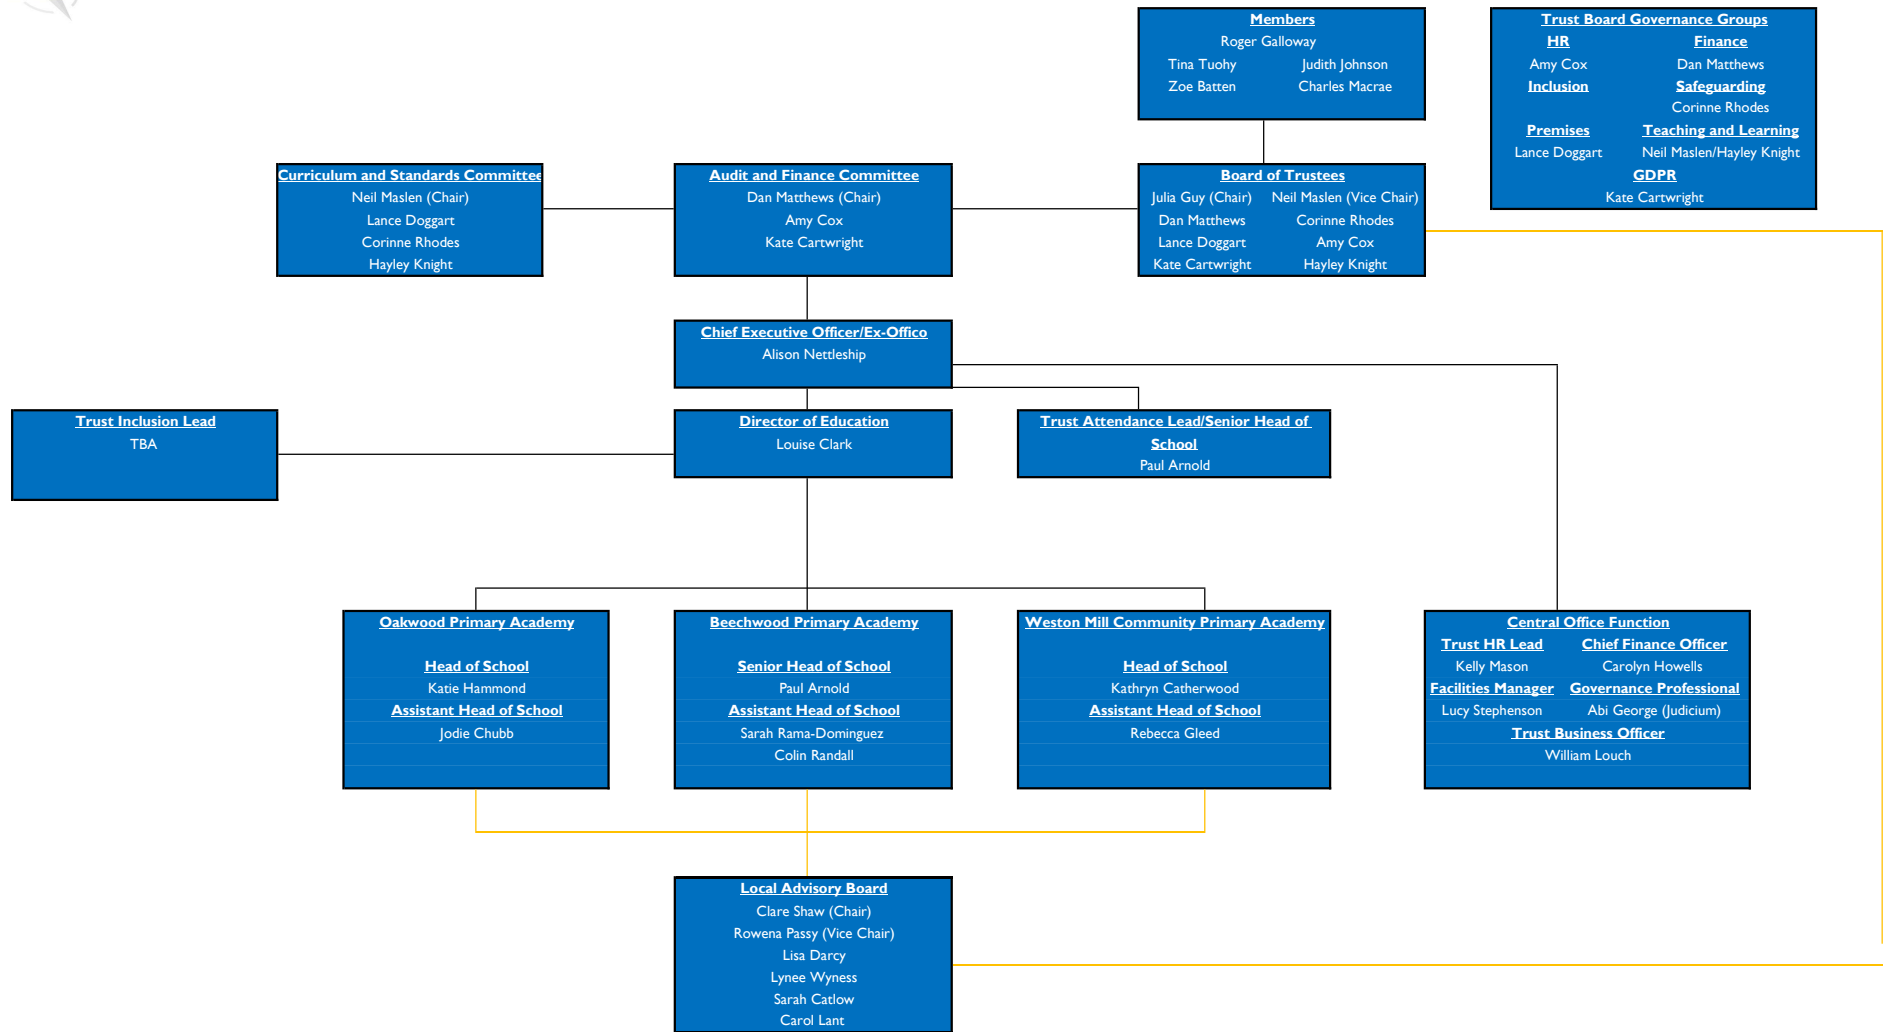 Members
Roger Galloway
Tina Tuohy Judith Johnson
Zoe Batten Charles Macrae
Trust Board Governance Groups
HR Finance
Amy Cox Dan Matthews
Inclusion Safeguarding
Corinne Rhodes
Premises Teaching and Learning
Lance Doggart Neil Maslen/Hayley Knight
GDPR
Kate Cartwright
Curriculum and Standards Committee
Neil Maslen (Chair)
Lance Doggart
Corinne Rhodes
Hayley Knight
Audit and Finance Committee
Dan Matthews (Chair)
Amy Cox
Kate Cartwright
Board of Trustees
Julia Guy (Chair) Neil Maslen (Vice Chair)
Dan Matthews Corinne Rhodes
Lance Doggart Amy Cox
Kate Cartwright Hayley Knight
Chief Executive Officer/Ex-Offico
Alison Nettleship
Trust Inclusion Lead
TBA
Director of Education
Louise Clark
Trust Attendance Lead/Senior Head of
School
Paul Arnold
Oakwood Primary Academy
Head of School
Katie Hammond
Assistant Head of School
Jodie Chubb
Beechwood Primary Academy
Senior Head of School
Paul Arnold
Assistant Head of School
Sarah Rama-Dominguez
Colin Randall
Weston Mill Community Primary Academy
Head of School
Kathryn Catherwood
Assistant Head of School
Rebecca Gleed
Central Office Function
Trust HR Lead Chief Finance Officer
Kelly Mason Carolyn Howells
Facilities Manager Governance Professional
Lucy Stephenson Abi George (Judicium)
Trust Business Officer
William Louch
Local Advisory Board
Clare Shaw (Chair)
Rowena Passy (Vice Chair)
Lisa Darcy
Lynee Wyness
Sarah Catlow
Carol Lant